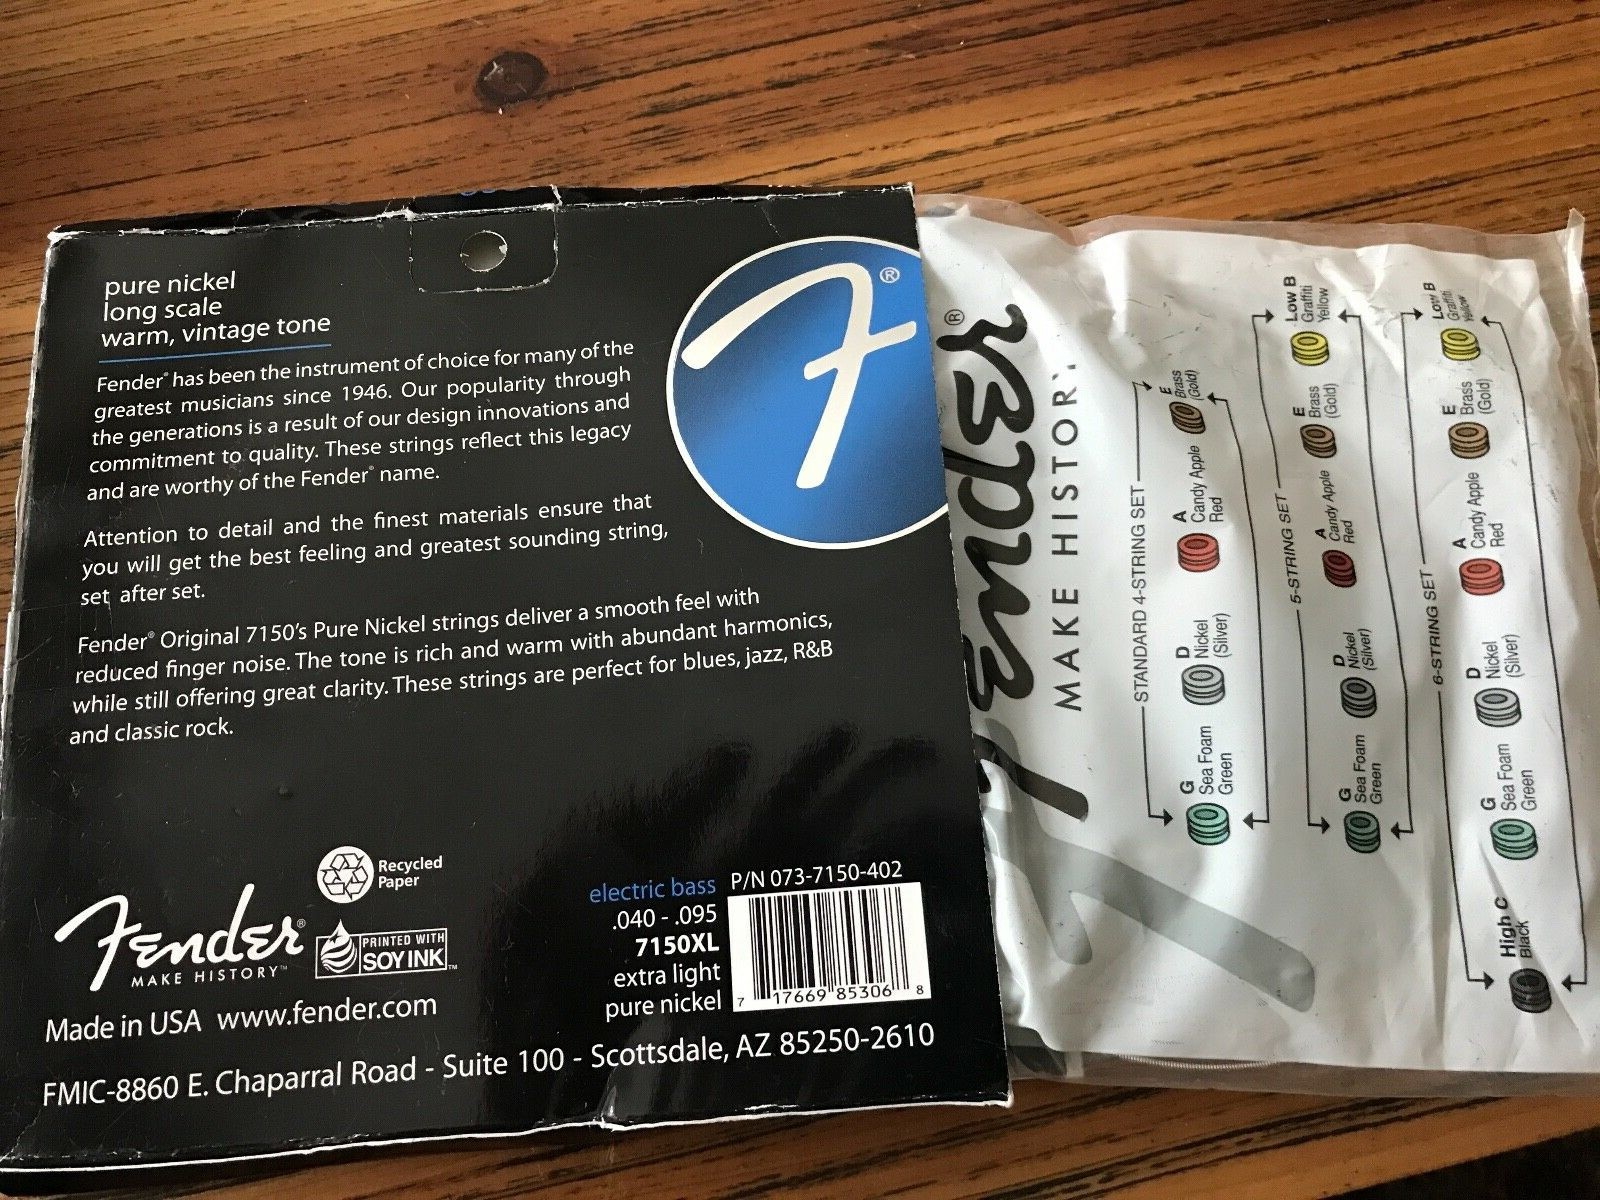 pure nickel
long scale
warm, vintage tone
Fender® has been the instrument of choice for many of the
greatest musicians since 1946. Our popularity through
the generations is a result of our design innovations and
commitment to quality. These strings reflect this legacy
and are worthy of the Fender® name.
Attention to detail and the finest materials ensure that
you will get the best feeling and greatest sounding string,
set after set.
Fender® Original 7150's Pure Nickel strings deliver a smooth feel with
reduced finger noise. The tone is rich and warm with abundant harmonics,
while still offering great clarity. These strings are perfect for blues, jazz, R&B
and classic rock.
F®
Recycled
Paper
Fender®
MAKE HISTORY™
PRINTED WITH
SOY INK™
Made in USA www.fender.com
electric bass
.040 - .095
7150XL
extra light
pure nickel
P/N 073-7150-402
7 17669 85306 8
FMIC-8860 E. Chaparral Road - Suite 100 - Scottsdale, AZ 85250-2610
Fender®
MAKE HISTORY
STANDARD 4-STRING SET
G
Sea Foam
Green
D
Nickel
(Silver)
A
Candy Apple
Red
E
Brass
(Gold)
5-STRING SET
G
Sea Foam
Green
D
Nickel
(Silver)
A
Candy Apple
Red
E
Brass
(Gold)
Low B
Graffiti
Yellow
6-STRING SET
High C
Black
G
Sea Foam
Green
D
Nickel
(Silver)
A
Candy Apple
Red
E
Brass
(Gold)
Low B
Graffiti
Yellow